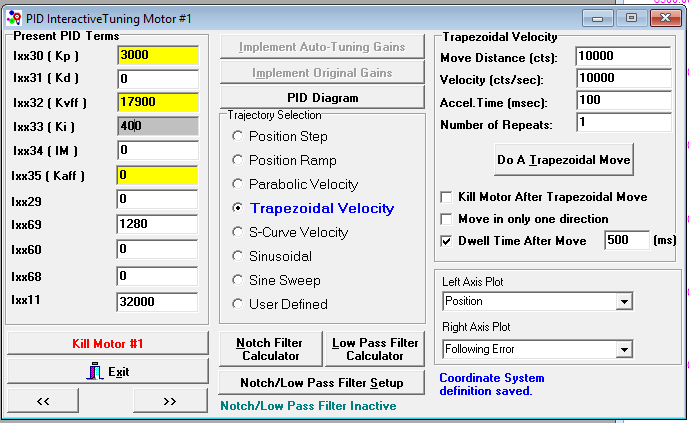 PID InteractiveTuning Motor #1
Present PID Terms
Ixx30 ( Kp ) 3000
Ixx31 ( Kd ) 0
Ixx32 ( Kvff ) 17900
Ixx33 ( Ki ) 400
Ixx34 ( IM ) 0
Ixx35 ( Kaff ) 0
Ixx29 0
Ixx69 1280
Ixx60 0
Ixx68 0
Ixx11 32000
Kill Motor #1
Exit
<<
>>
Implement Auto-Tuning Gains
Implement Original Gains
PID Diagram
Trajectory Selection
Position Step
Position Ramp
Parabolic Velocity
Trapezoidal Velocity
S-Curve Velocity
Sinusoidal
Sine Sweep
User Defined
Notch Filter
Calculator
Low Pass Filter
Calculator
Notch/Low Pass Filter Setup
Notch/Low Pass Filter Inactive
Trapezoidal Velocity
Move Distance (cts): 10000
Velocity (cts/sec): 10000
Accel.Time (msec): 100
Number of Repeats: 1
Do A Trapezoidal Move
Kill Motor After Trapezoidal Move
Move in only one direction
Dwell Time After Move 500 (ms)
Left Axis Plot
Position
Right Axis Plot
Following Error
Coordinate System
definition saved.